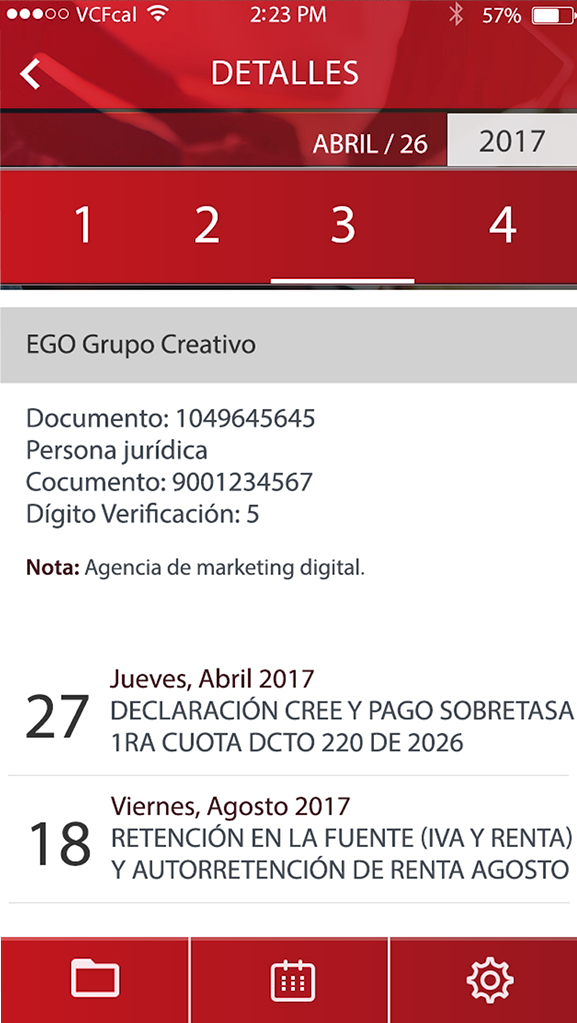 VCFcal 2:23 PM 57%
DETALLES
ABRIL / 26 2017
1 2 3 4
EGO Grupo Creativo
Documento: 1049645645
Persona jurídica
Cocumento: 9001234567
Dígito Verificación: 5
Nota: Agencia de marketing digital.
27
Jueves, Abril 2017
DECLARACIÓN CREE Y PAGO SOBRETASA
1RA CUOTA DCTO 220 DE 2026
18
Viernes, Agosto 2017
RETENCIÓN EN LA FUENTE (IVA Y RENTA)
Y AUTORRETENCIÓN DE RENTA AGOSTO